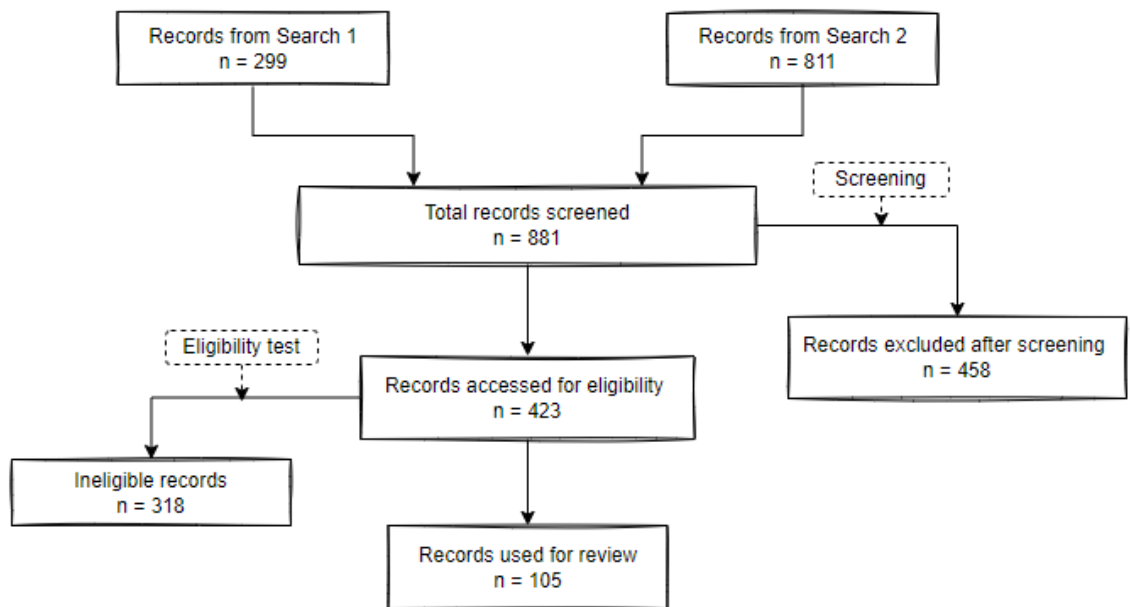 Records from Search 1
n = 299
Records from Search 2
n = 811
Screening
Total records screened
n = 881
Eligibility test
Records excluded after screening
n = 458
Records accessed for eligibility
n = 423
Ineligible records
n = 318
Records used for review
n = 105